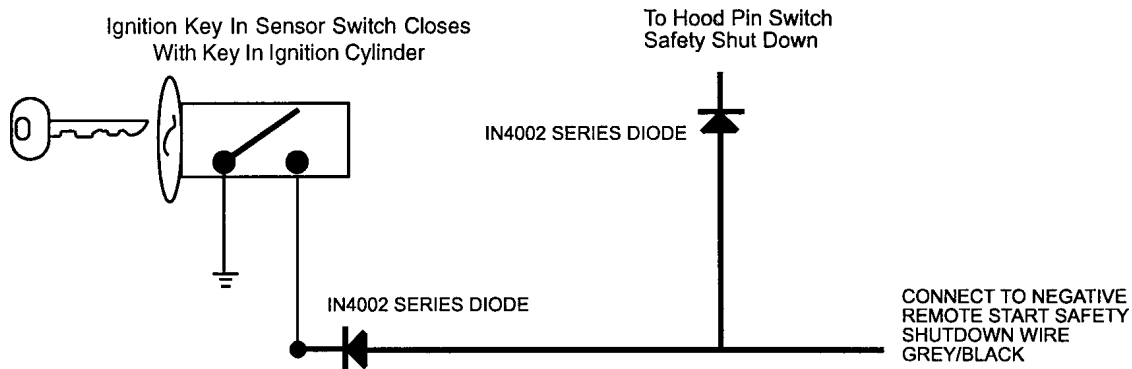 Ignition Key In Sensor Switch Closes
With Key In Ignition Cylinder
To Hood Pin Switch
Safety Shut Down
IN4002 SERIES DIODE
IN4002 SERIES DIODE
CONNECT TO NEGATIVE
REMOTE START SAFETY
SHUTDOWN WIRE
GREY/BLACK